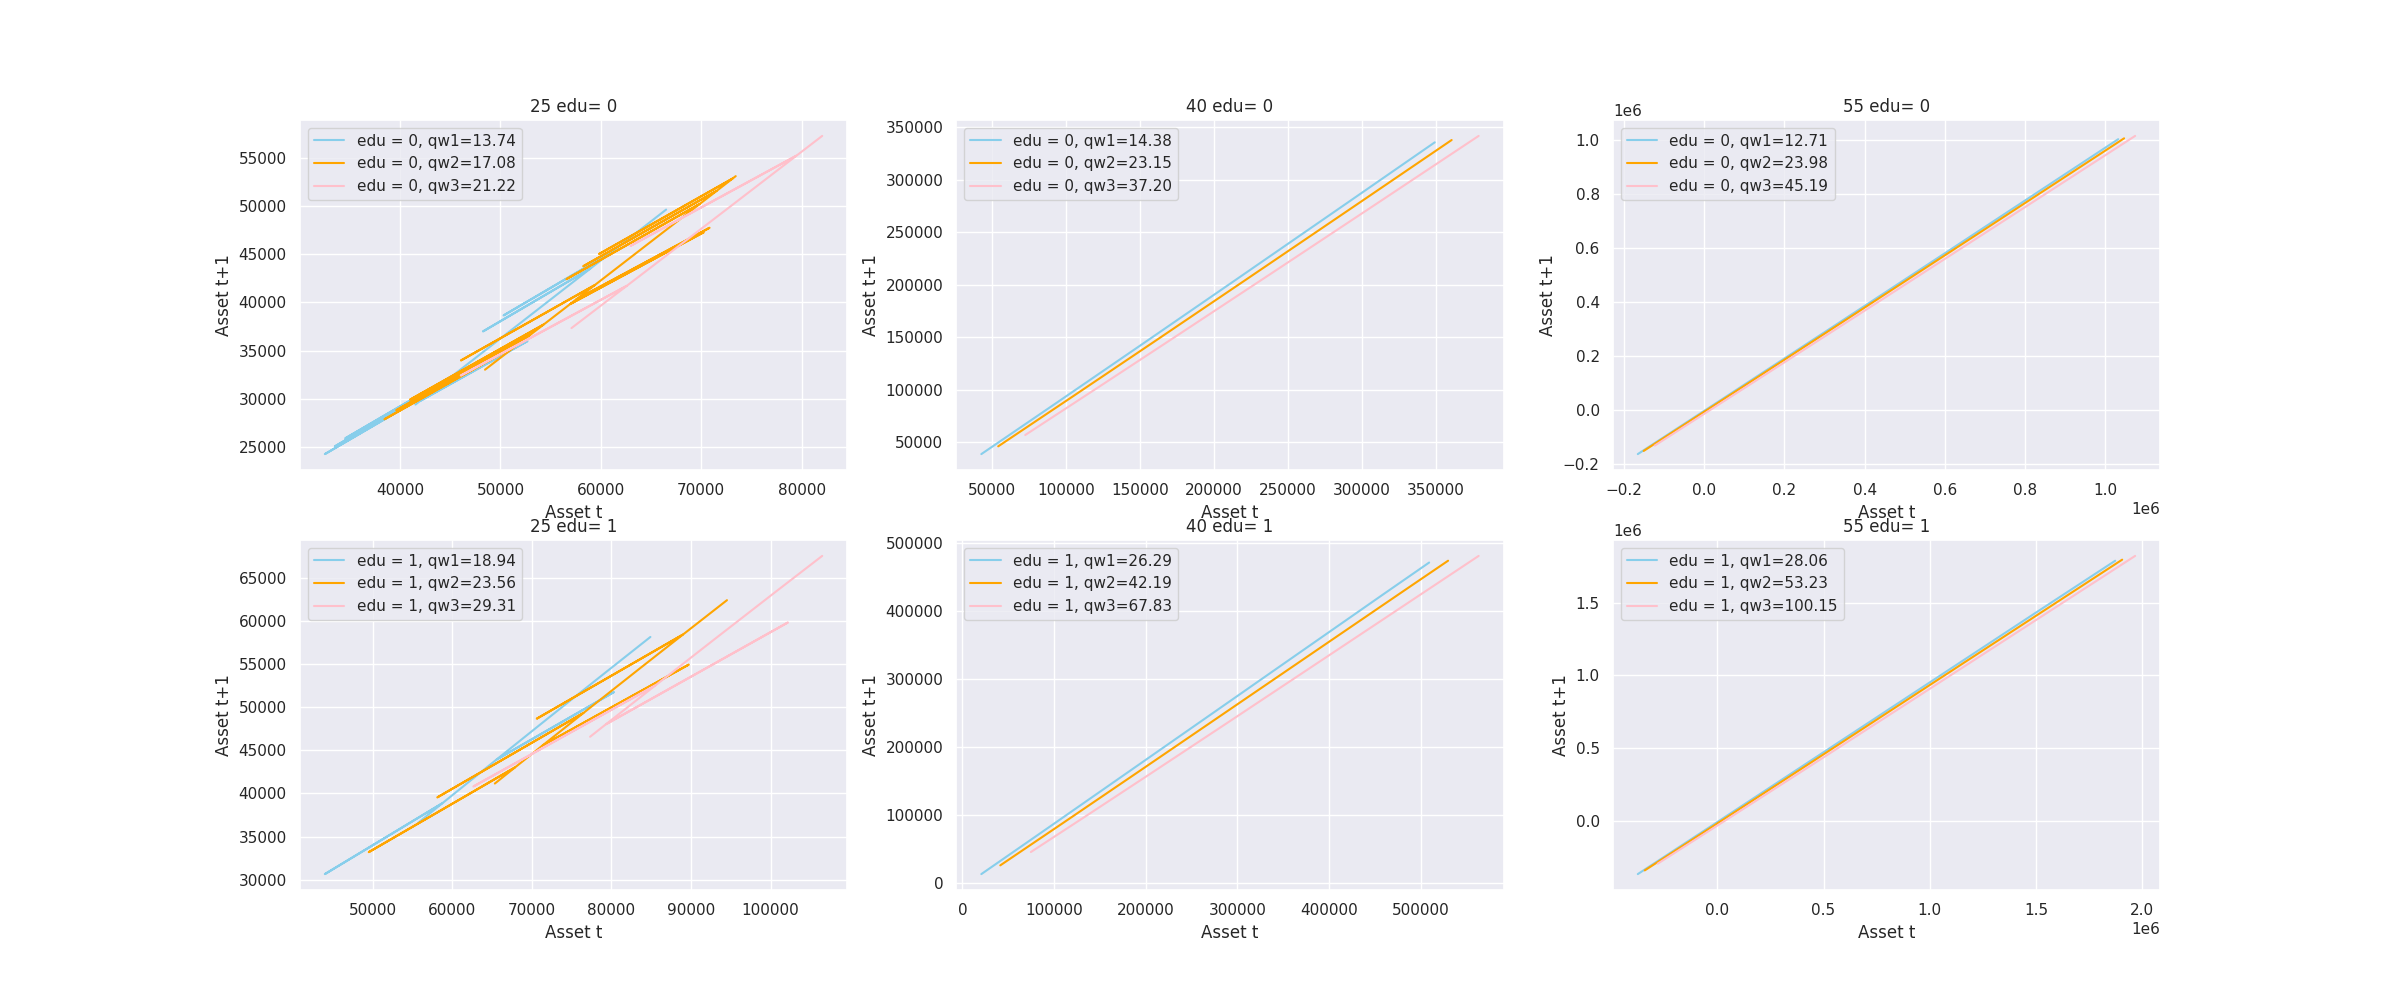 25 edu= 0
edu = 0, qw1=13.74
edu = 0, qw2=17.08
edu = 0, qw3=21.22
55000
50000
45000
40000
35000
30000
25000
Asset t+1
40000 50000 60000 70000 80000
Asset t
40 edu= 0
edu = 0, qw1=14.38
edu = 0, qw2=23.15
edu = 0, qw3=37.20
350000
300000
250000
200000
150000
100000
50000
Asset t+1
50000 100000 150000 200000 250000 300000 350000
Asset t
1e6
55 edu= 0
edu = 0, qw1=12.71
edu = 0, qw2=23.98
edu = 0, qw3=45.19
1.0
0.8
0.6
0.4
0.2
0.0
−0.2
Asset t+1
−0.2 0.0 0.2 0.4 0.6 0.8 1.0
1e6
Asset t
25 edu= 1
edu = 1, qw1=18.94
edu = 1, qw2=23.56
edu = 1, qw3=29.31
65000
60000
55000
50000
45000
40000
35000
30000
Asset t+1
50000 60000 70000 80000 90000 100000
Asset t
40 edu= 1
edu = 1, qw1=26.29
edu = 1, qw2=42.19
edu = 1, qw3=67.83
500000
400000
300000
200000
100000
0
Asset t+1
0 100000 200000 300000 400000 500000
Asset t
1e6
55 edu= 1
edu = 1, qw1=28.06
edu = 1, qw2=53.23
edu = 1, qw3=100.15
1.5
1.0
0.5
0.0
Asset t+1
0.0 0.5 1.0 1.5 2.0
1e6
Asset t